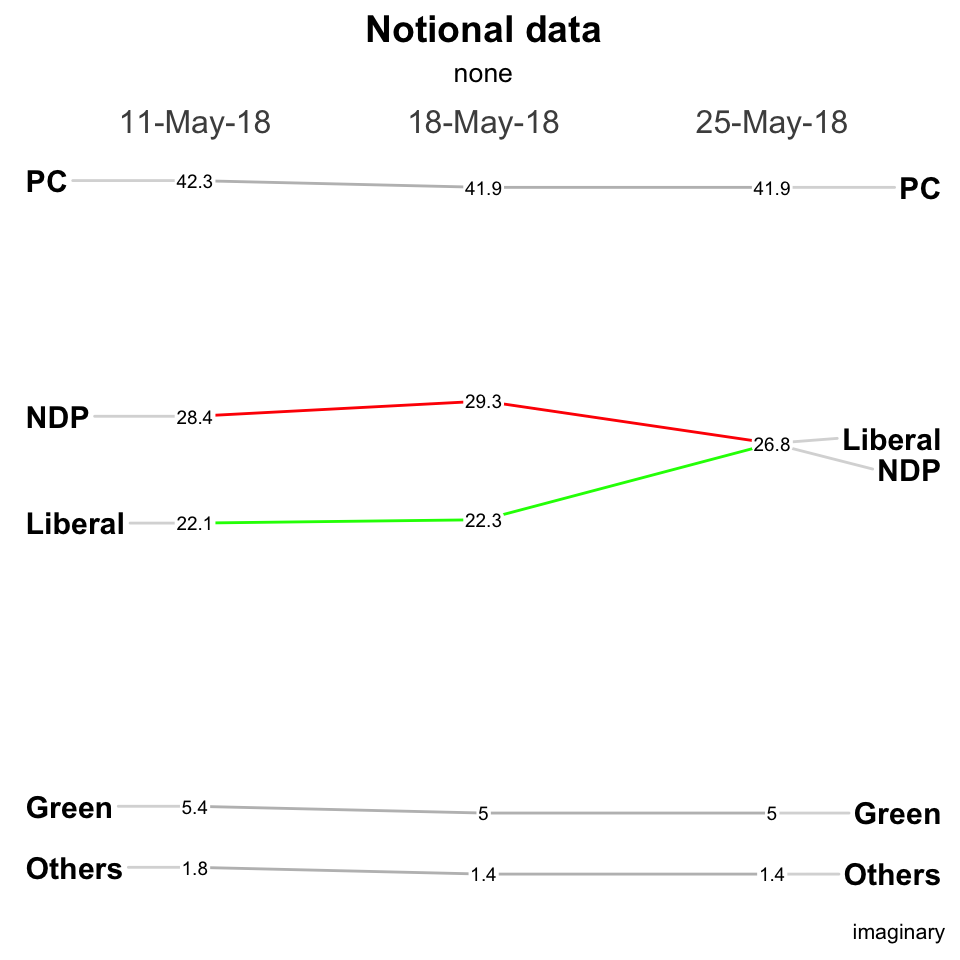 Notional data
none
11-May-18 18-May-18 25-May-18
PC 42.3 41.9 41.9 PC
NDP 28.4 29.3 26.8 Liberal
NDP
Liberal 22.1 22.3
Green 5.4 5 5 Green
Others 1.8 1.4 1.4 Others
imaginary